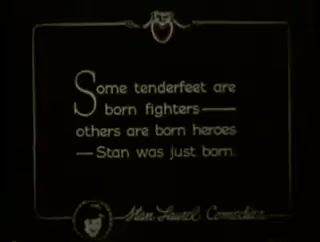 Some tenderfeet are
born fighters—
others are born heroes
—Stan was just born.
Stan Laurel Comedies